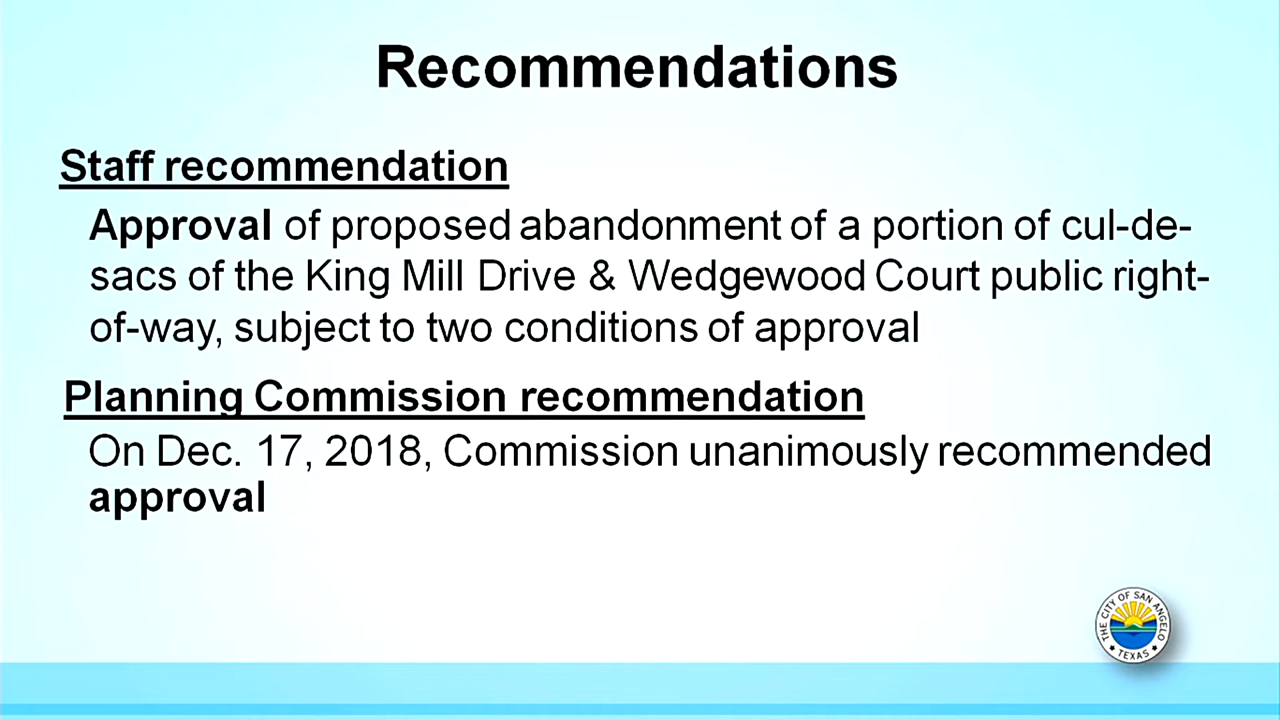 Recommendations
Staff recommendation
Approval of proposed abandonment of a portion of cul-de-
sacs of the King Mill Drive & Wedgewood Court public right-
of-way, subject to two conditions of approval
Planning Commission recommendation
On Dec. 17, 2018, Commission unanimously recommended
approval
THE CITY OF SAN ANGELO
TEXAS